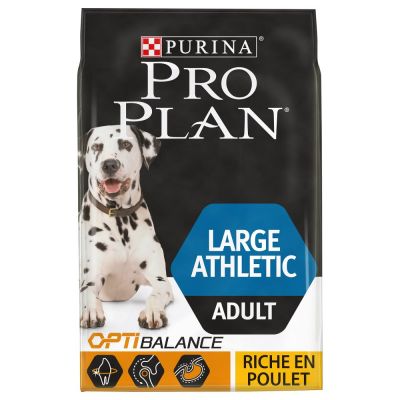 PURINA®
PRO
PLAN®
LARGE
ATHLETIC
ADULT
OPTIBALANCE
RICHE EN
POULET